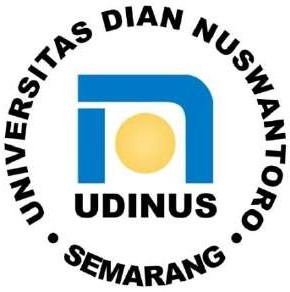 • UNIVERSITAS DIAN NUSWANTORO •
UDINUS
SEMARANG